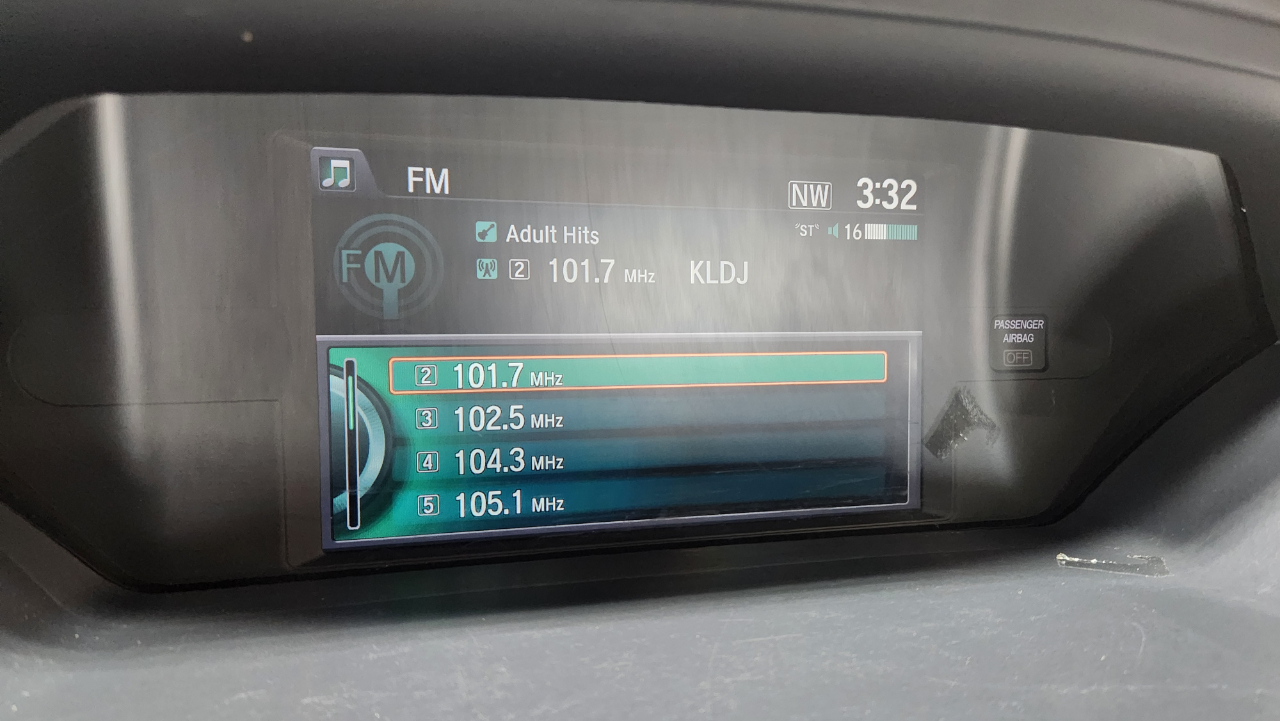 FM
NW 3:32
Adult Hits
"ST" 16
FM
2 101.7 MHz KLDJ
PASSENGER
AIRBAG
OFF
2 101.7 MHz
3 102.5 MHz
4 104.3 MHz
5 105.1 MHz